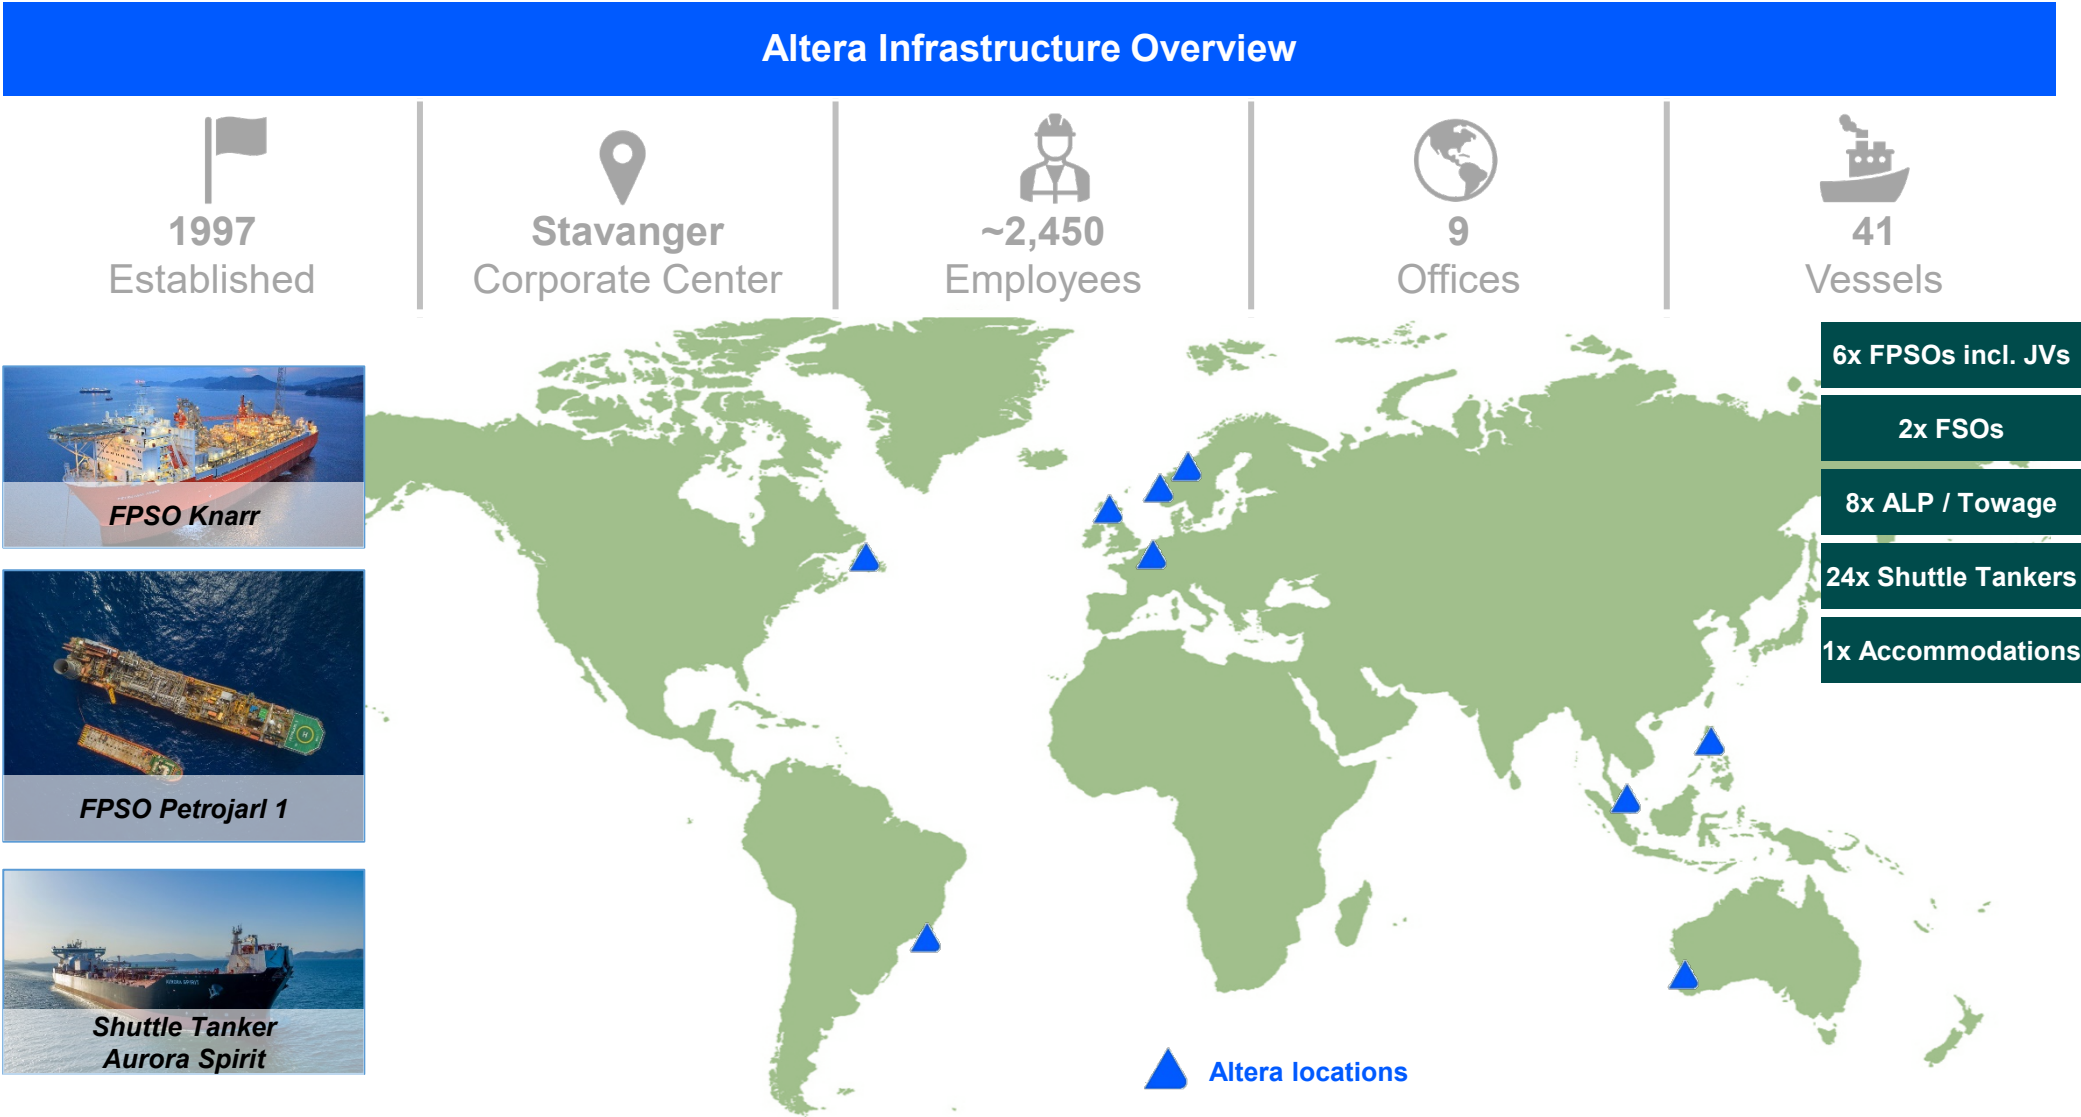 Altera Infrastructure Overview
1997
Established
Stavanger
Corporate Center
~2,450
Employees
9
Offices
41
Vessels
6x FPSOs incl. JVs
2x FSOs
8x ALP / Towage
24x Shuttle Tankers
1x Accommodations
FPSO Knarr
FPSO Petrojarl 1
AURORA SPIRIT
Shuttle Tanker
Aurora Spirit
Altera locations